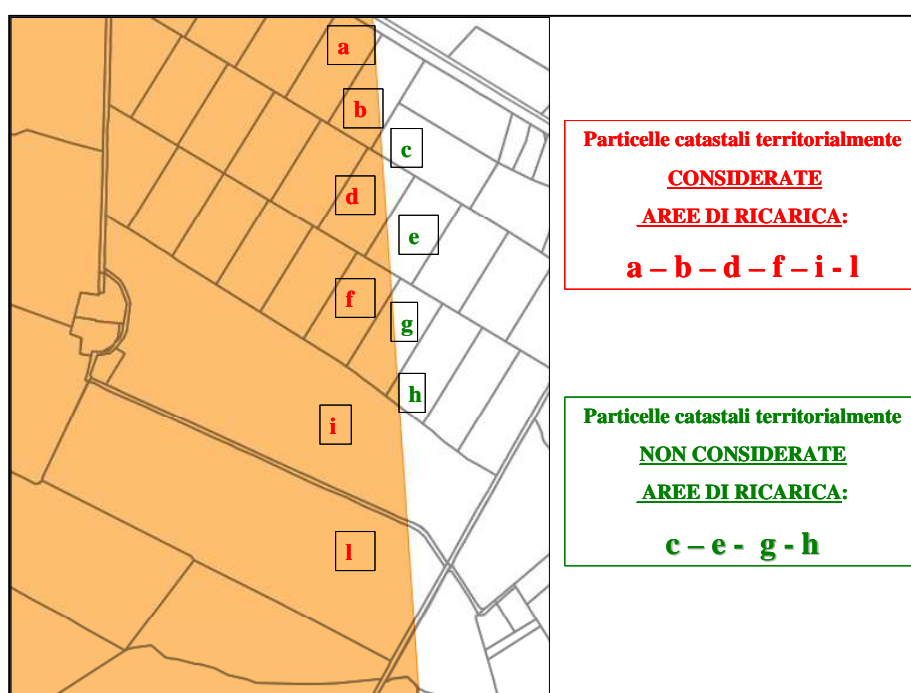 a
b
c
d
e
f
g
h
i
l
Particelle catastali territorialmente
CONSIDERATE
AREE DI RICARICA:
a – b – d – f – i - l
Particelle catastali territorialmente
NON CONSIDERATE
AREE DI RICARICA:
c – e - g - h